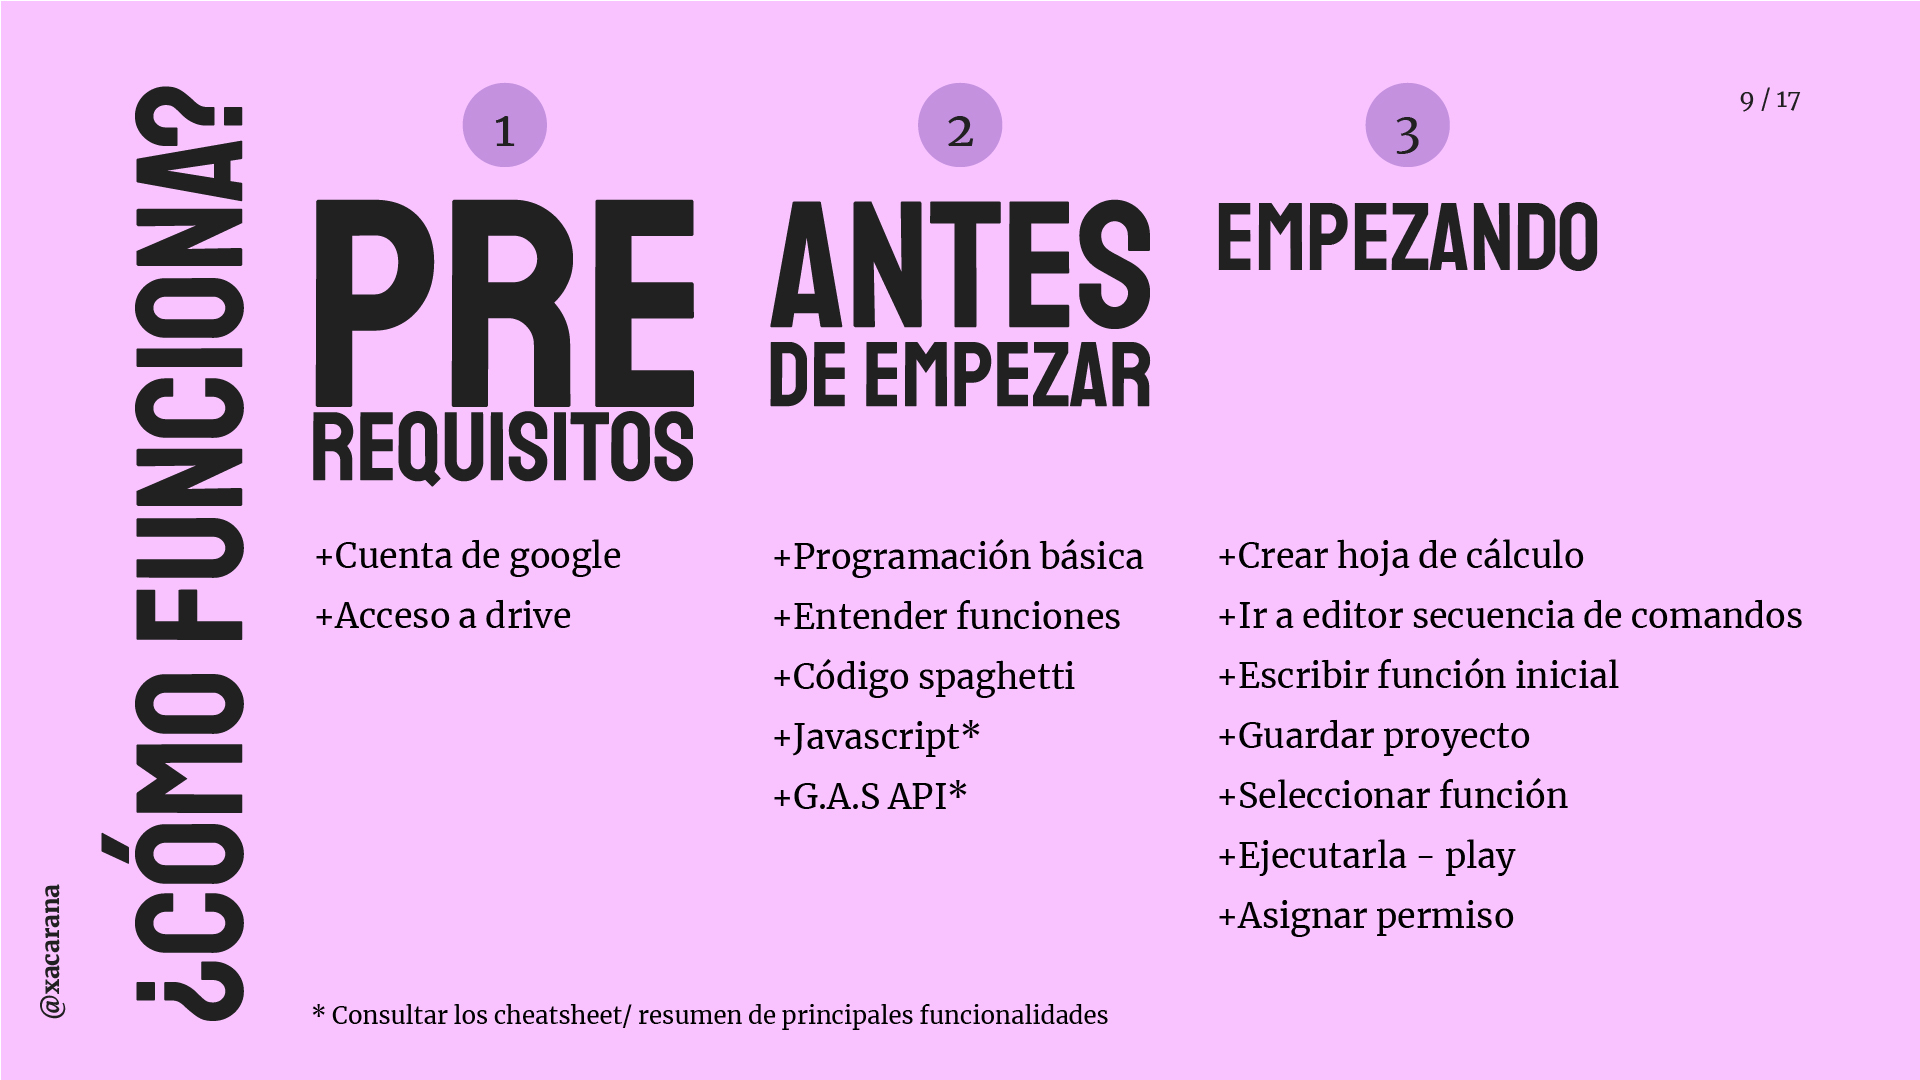 ¿CÓMO FUNCIONA?
@xacarana
9 / 17
1
PRE
REQUISITOS
+Cuenta de google
+Acceso a drive
2
ANTES
DE EMPEZAR
+Programación básica
+Entender funciones
+Código spaghetti
+Javascript*
+G.A.S API*
3
EMPEZANDO
+Crear hoja de cálculo
+Ir a editor secuencia de comandos
+Escribir función inicial
+Guardar proyecto
+Seleccionar función
+Ejecutarla - play
+Asignar permiso
* Consultar los cheatsheet/ resumen de principales funcionalidades